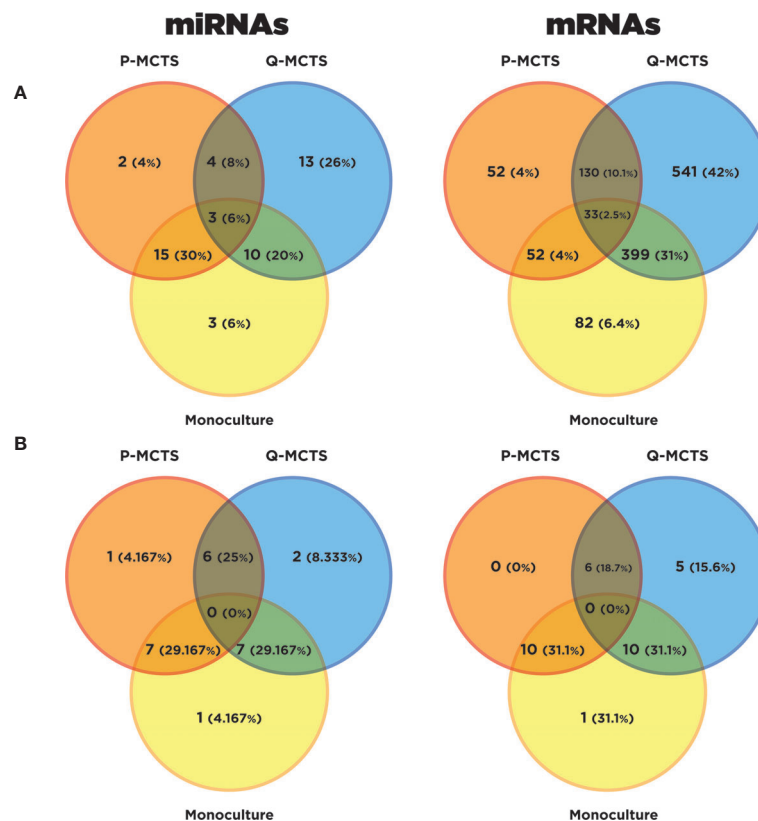 miRNAs mRNAs
P-MCTS Q-MCTS P-MCTS Q-MCTS
A
2 (4%) 4 (8%) 13 (26%) 52 (4%) 130 (10.1%) 541 (42%)
3 (6%) 33(2.5%)
15 (30%) 10 (20%) 52 (4%) 399 (31%)
3 (6%) 82 (6.4%)
Monoculture Monoculture
B
P-MCTS Q-MCTS P-MCTS Q-MCTS
1 (4.167%) 6 (25%) 2 (8.333%) 0 (0%) 6 (18.7%) 5 (15.6%)
0 (0%) 0 (0%)
7 (29.167%) 7 (29.167%) 10 (31.1%) 10 (31.1%)
1 (4.167%) 1 (31.1%)
Monoculture Monoculture